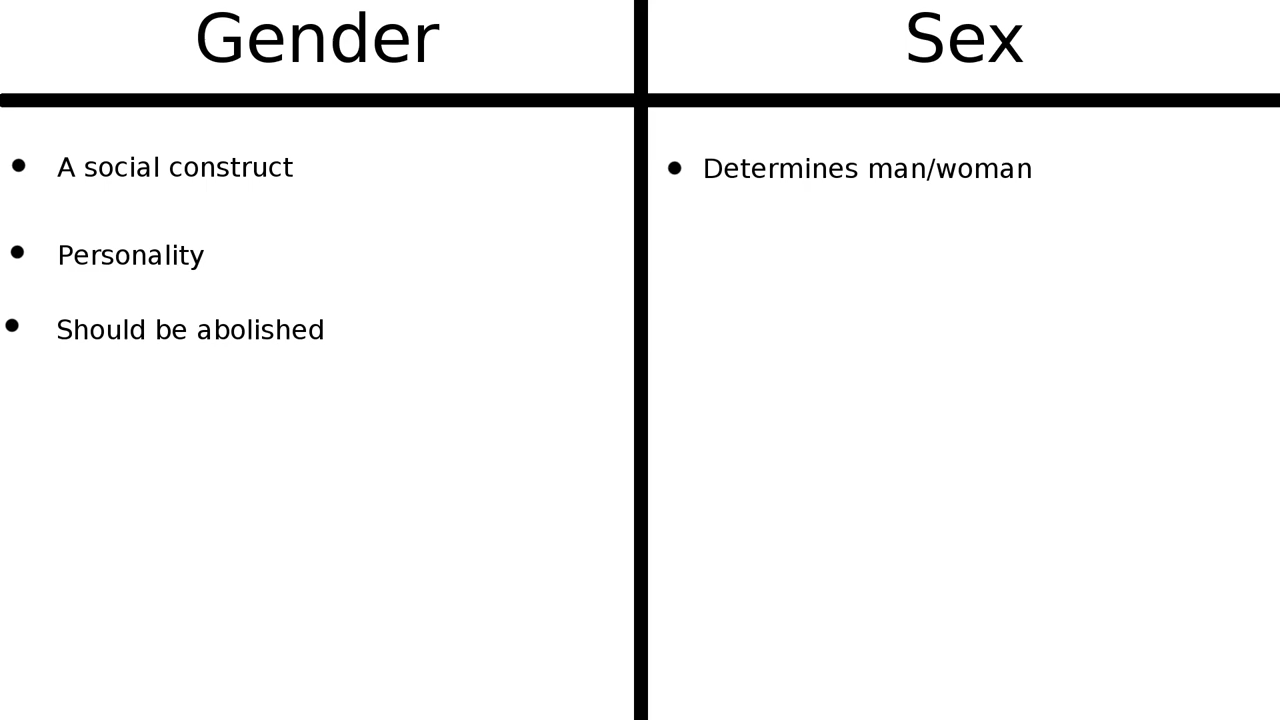 Gender
Sex
A social construct
Personality
Should be abolished
Determines man/woman